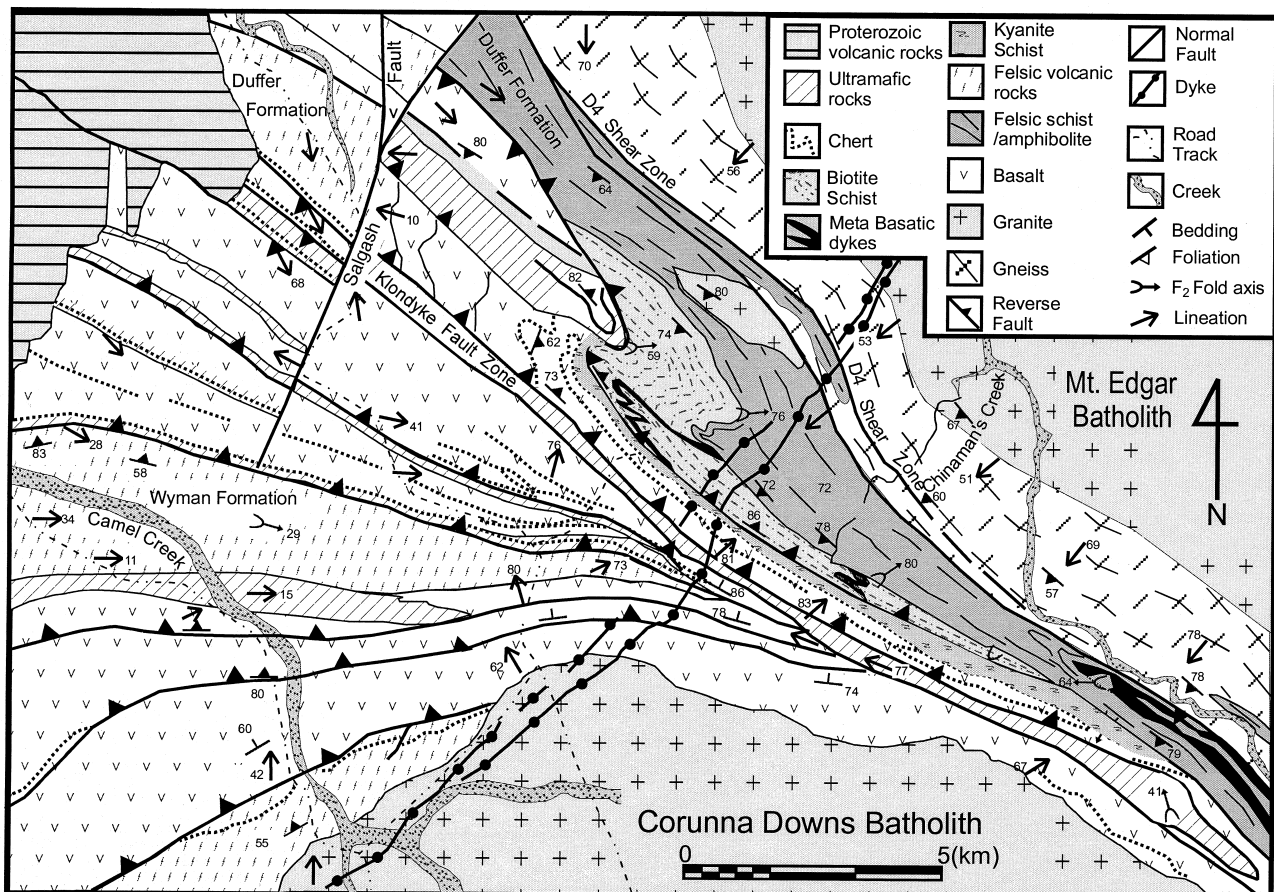 Proterozoic
volcanic rocks
Ultramafic
rocks
Chert
Biotite
Schist
Meta Basatic
dykes
Kyanite
Schist
Felsic volcanic
rocks
Felsic schist
/amphibolite
Basalt
Granite
Gneiss
Reverse
Fault
Normal
Fault
Dyke
Road
Track
Creek
Bedding
Foliation
F2 Fold axis
Lineation
Duffer
Formation
Fault
Duffer Formation
D4 Shear Zone
70
56
80
64
10
Salgash
68
Klondyke Fault Zone
82
80
62
74
59
73
53
D4 Shear Zone
Mt. Edgar
Batholith
N
Chinaman's Creek
67
76
41
76
83
28
58
72
72
60
51
Wyman Formation
86
78
34
Camel Creek
29
11
81
80
69
80
73
57
15
86
83
78
78
62
77
64
78
80
74
60
79
42
67
41
55
Corunna Downs Batholith
0
5(km)